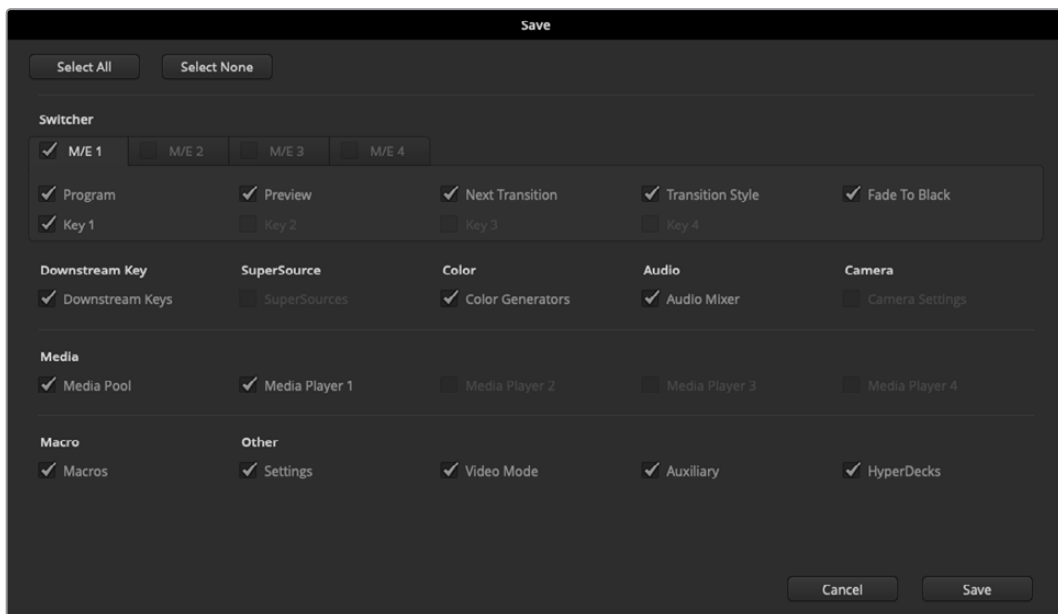 Save
Select All Select None
Switcher
M/E 1 M/E 2 M/E 3 M/E 4
Program Preview Next Transition Transition Style Fade To Black
Key 1 Key 2 Key 3 Key 4
Downstream Key SuperSource Color Audio Camera
Downstream Keys SuperSources Color Generators Audio Mixer Camera Settings
Media
Media Pool Media Player 1 Media Player 2 Media Player 3 Media Player 4
Macro Other
Macros Settings Video Mode Auxiliary HyperDecks
Cancel Save